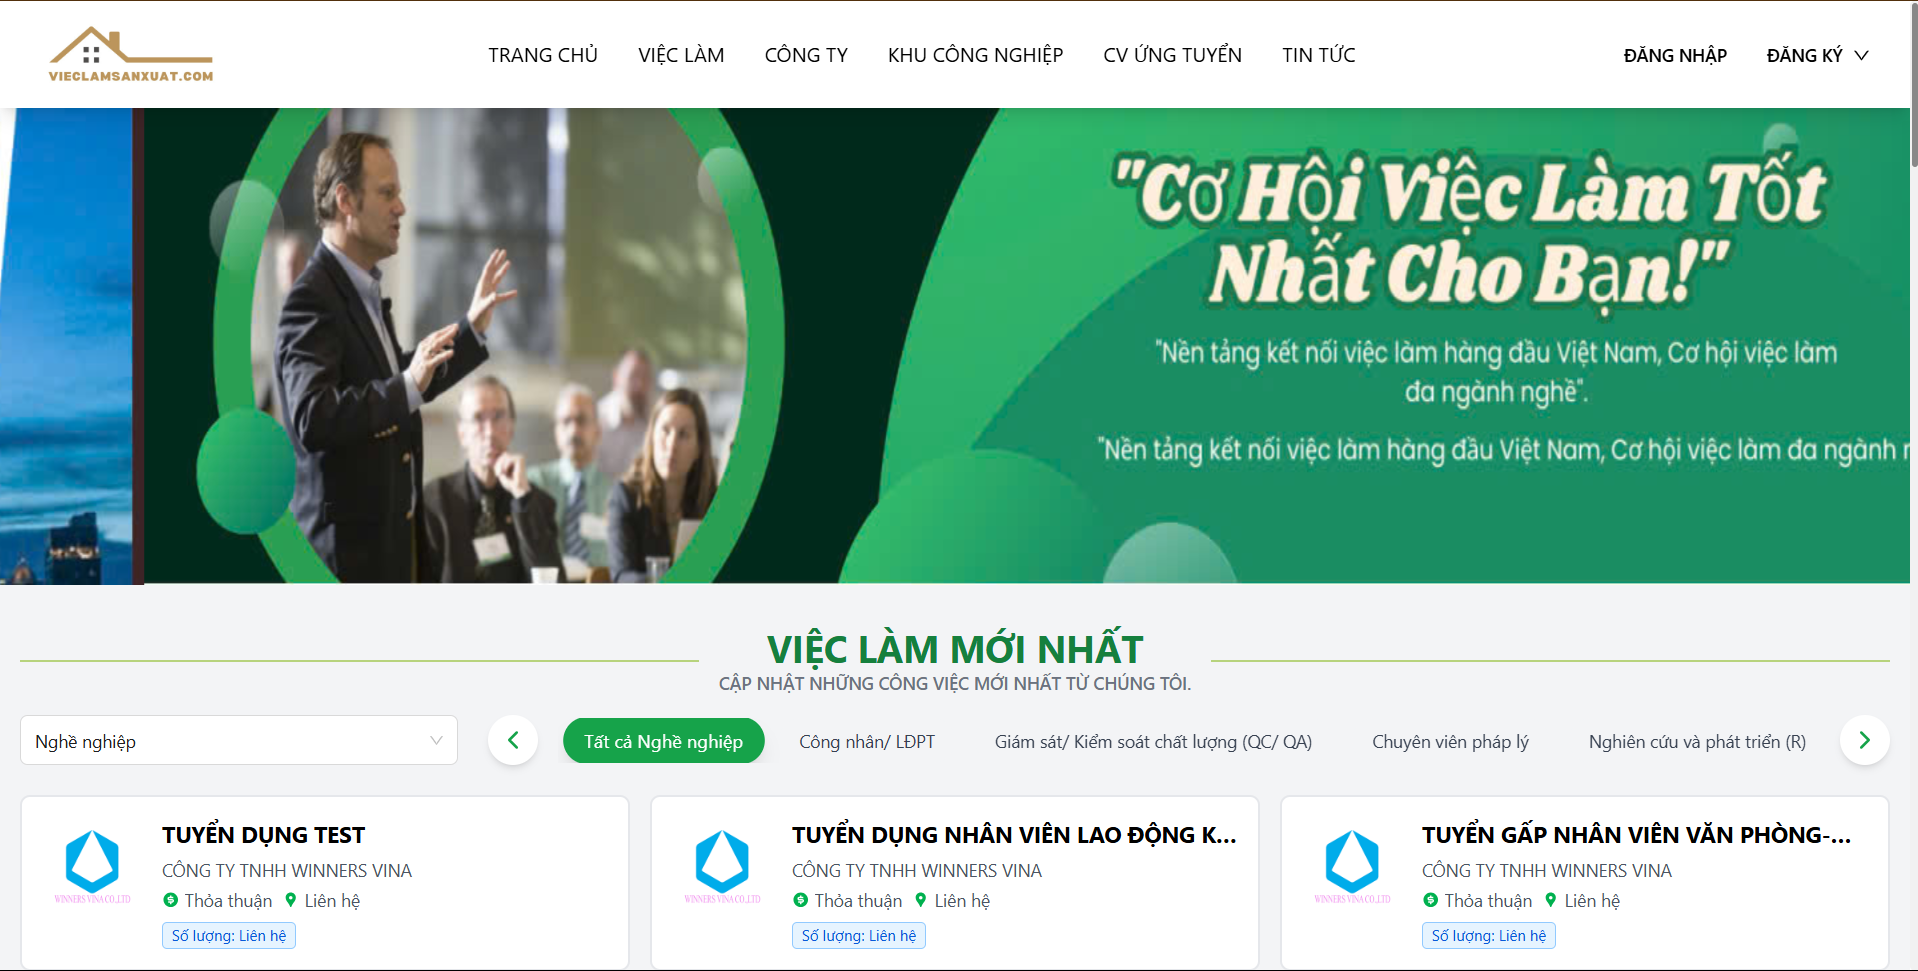 VIECLAMSANXUAT.COM
TRANG CHỦ VIỆC LÀM CÔNG TY KHU CÔNG NGHIỆP CV ỨNG TUYỂN TIN TỨC ĐĂNG NHẬP ĐĂNG KÝ
"Cơ Hội Việc Làm Tốt
Nhất Cho Bạn!"
"Nền tảng kết nối việc làm hàng đầu Việt Nam, Cơ hội việc làm
đa ngành nghề".
"Nền tảng kết nối việc làm hàng đầu Việt Nam, Cơ hội việc làm đa ngành
VIỆC LÀM MỚI NHẤT
CẬP NHẬT NHỮNG CÔNG VIỆC MỚI NHẤT TỪ CHÚNG TÔI.
Nghề nghiệp Tất cả Nghề nghiệp Công nhân/ LĐPT Giám sát/ Kiểm soát chất lượng (QC/ QA) Chuyên viên pháp lý Nghiên cứu và phát triển (R)
TUYỂN DỤNG TEST
CÔNG TY TNHH WINNERS VINA
Thỏa thuận Liên hệ
Số lượng: Liên hệ
WINNERS VINA CO.,LTD
TUYỂN DỤNG NHÂN VIÊN LAO ĐỘNG K...
CÔNG TY TNHH WINNERS VINA
Thỏa thuận Liên hệ
Số lượng: Liên hệ
WINNERS VINA CO.,LTD
TUYỂN GẤP NHÂN VIÊN VĂN PHÒNG-...
CÔNG TY TNHH WINNERS VINA
Thỏa thuận Liên hệ
Số lượng: Liên hệ
WINNERS VINA CO.,LTD